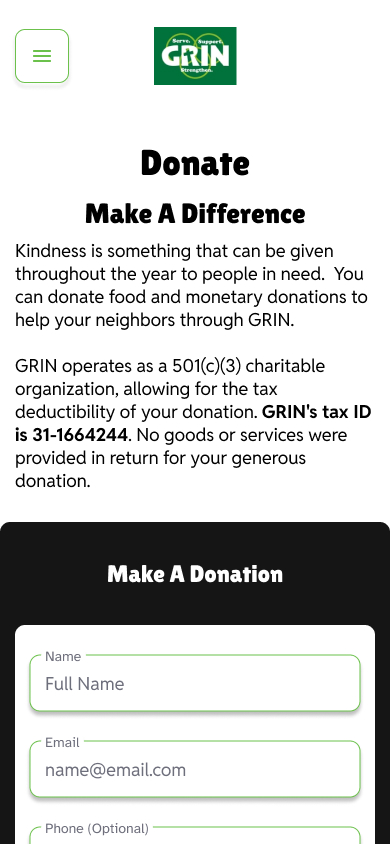 Serve. Support.
GRIN
Strengthen.
Donate
Make A Difference
Kindness is something that can be given
throughout the year to people in need.  You
can donate food and monetary donations to
help your neighbors through GRIN.
GRIN operates as a 501(c)(3) charitable
organization, allowing for the tax
deductibility of your donation. GRIN's tax ID
is 31-1664244. No goods or services were
provided in return for your generous
donation.
Make A Donation
Name
Full Name
Email
name@email.com
Phone (Optional)